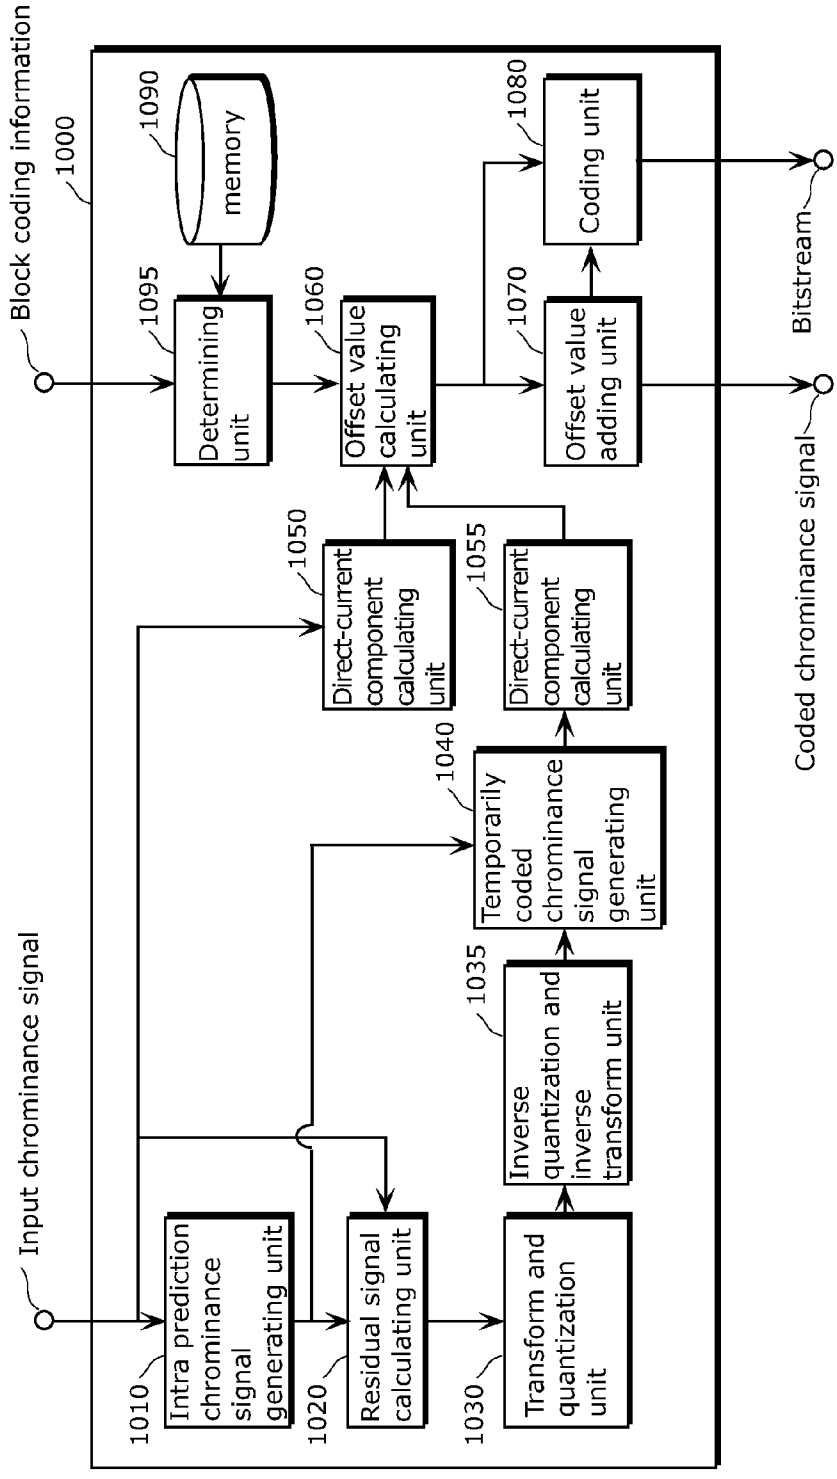 Input chrominance signal
Block coding information
1000
1010
Intra prediction
chrominance
signal
generating unit
1020
Residual signal
calculating unit
1030
Transform and
quantization
unit
1035
Inverse
quantization and
inverse
transform unit
1040
Temporarily
coded
chrominance
signal
generating
unit
1050
Direct-current
component
calculating
unit
1055
Direct-current
component
calculating
unit
1095
Determining
unit
1090
memory
1060
Offset value
calculating
unit
1070
Offset value
adding unit
1080
Coding unit
Coded chrominance signal
Bitstream